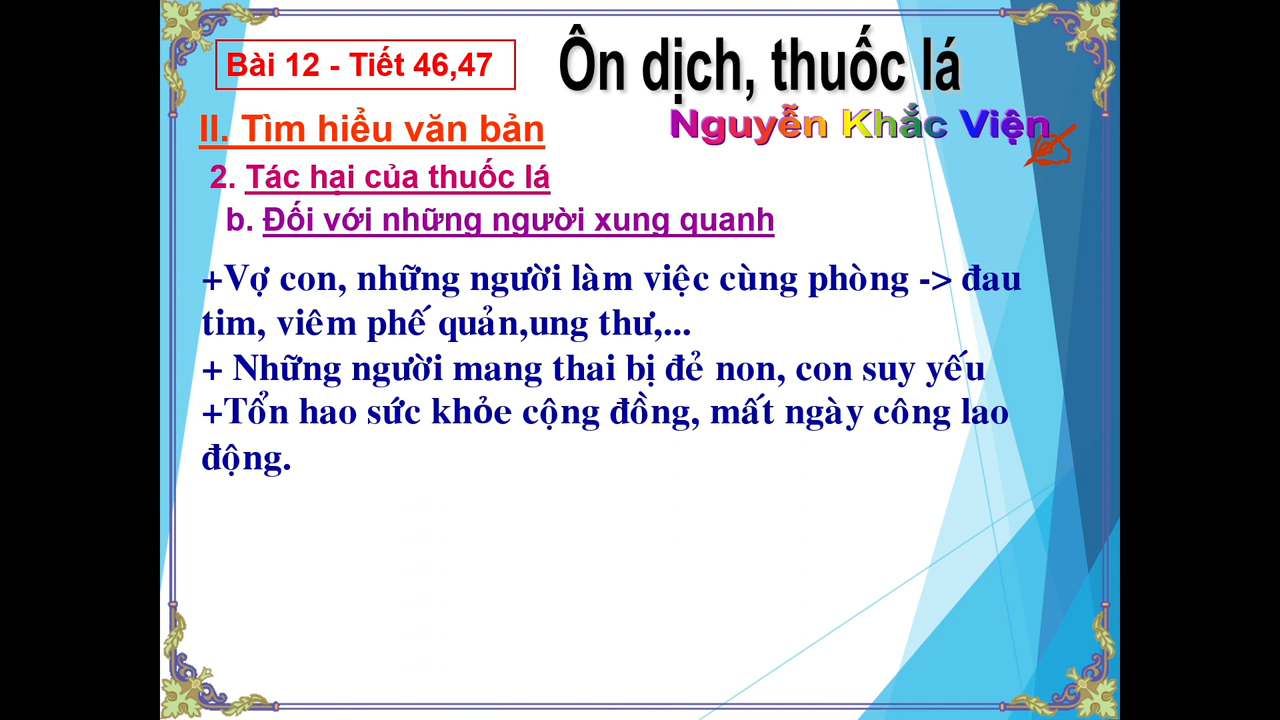 Bài 12 - Tiết 46,47
Ôn dịch, thuốc lá
Nguyễn Khắc Viện
II. Tìm hiểu văn bản
2. Tác hại của thuốc lá
b. Đối với những người xung quanh
+Vợ con, những người làm việc cùng phòng -> đau
tim, viêm phế quản,ung thư,...
+ Những người mang thai bị đẻ non, con suy yếu
+Tổn hao sức khỏe cộng đồng, mất ngày công lao
động.